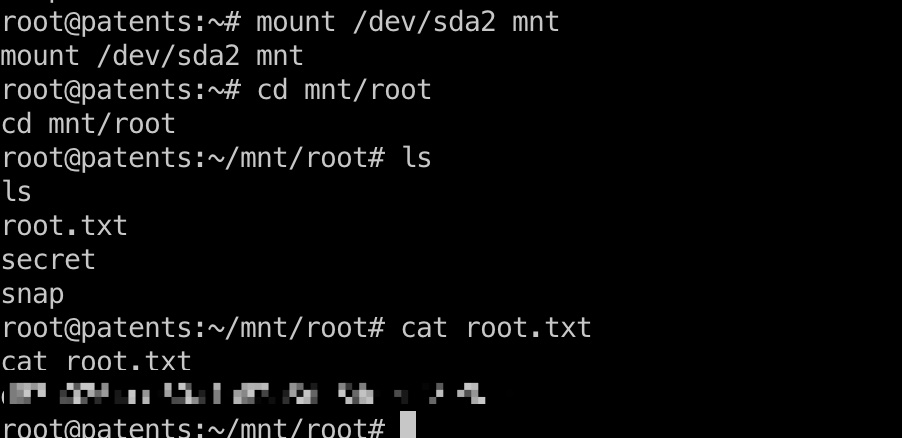 root@patents:~# mount /dev/sda2 mnt
mount /dev/sda2 mnt
root@patents:~# cd mnt/root
cd mnt/root
root@patents:~/mnt/root# ls
ls
root.txt
secret
snap
root@patents:~/mnt/root# cat root.txt
cat root.txt
root@patents:~/mnt/root#